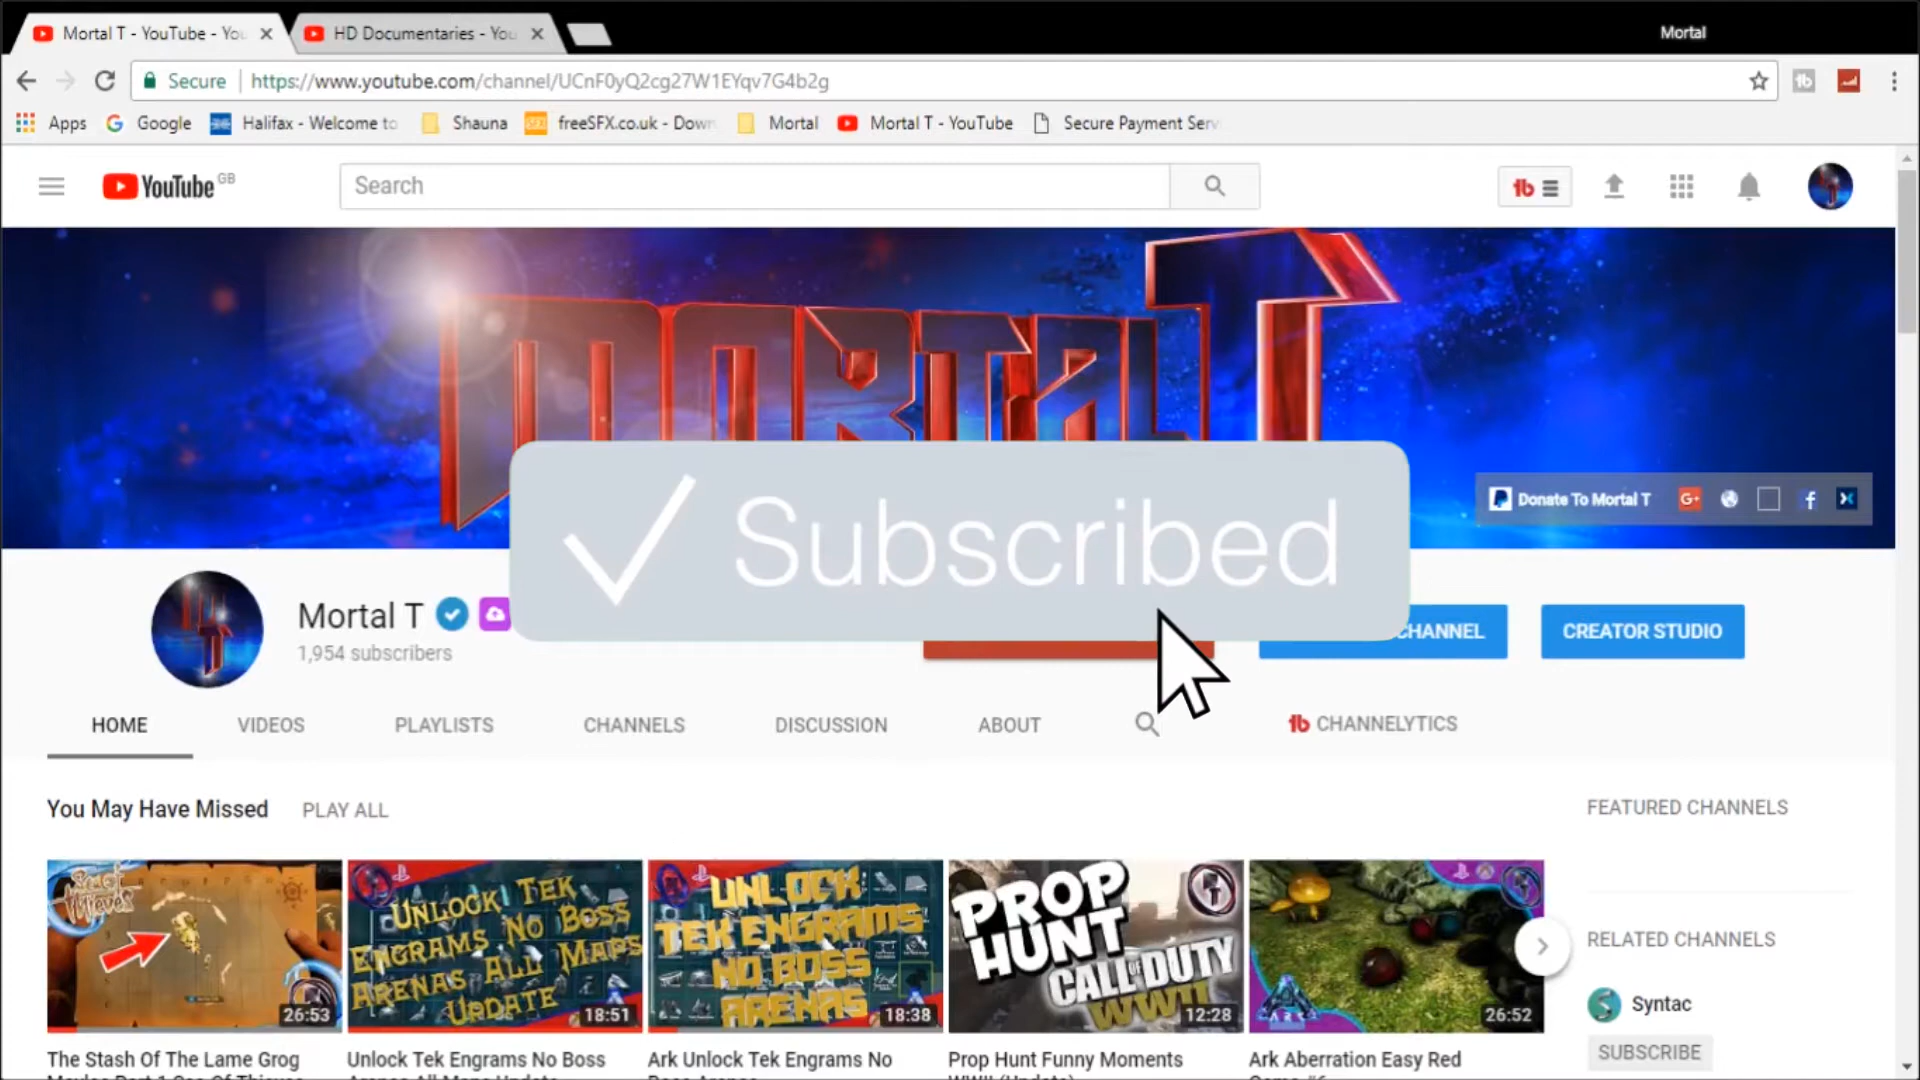 Mortal T - YouTube - You
HD Documentaries - You
Mortal
Secure
https://www.youtube.com/channel/UCnF0yQ2cg27W1EYqv7G4b2g
Apps
Google
Halifax - Welcome to
Shauna
freeSFX.co.uk - Down
Mortal
Mortal T - YouTube
Secure Payment Serv
YouTube GB
Search
MORTAL T
Donate To Mortal T
G+
Subscribed
Mortal T
1,954 subscribers
CHANNEL
CREATOR STUDIO
HOME
VIDEOS
PLAYLISTS
CHANNELS
DISCUSSION
ABOUT
CHANNELYTICS
You May Have Missed
PLAY ALL
FEATURED CHANNELS
Sea of Thieves
26:53
UNLOCK TEK
ENGRAMS NO BOSS
ARENAS ALL MAPS
UPDATE
18:51
UNLOCK
TEK ENGRAMS
NO BOSS
ARENAS
18:38
PROP
HUNT
CALL OF DUTY
WWII
12:28
ARK
26:52
RELATED CHANNELS
Syntac
SUBSCRIBE
The Stash Of The Lame Grog
Unlock Tek Engrams No Boss
Ark Unlock Tek Engrams No
Prop Hunt Funny Moments
Ark Aberration Easy Red